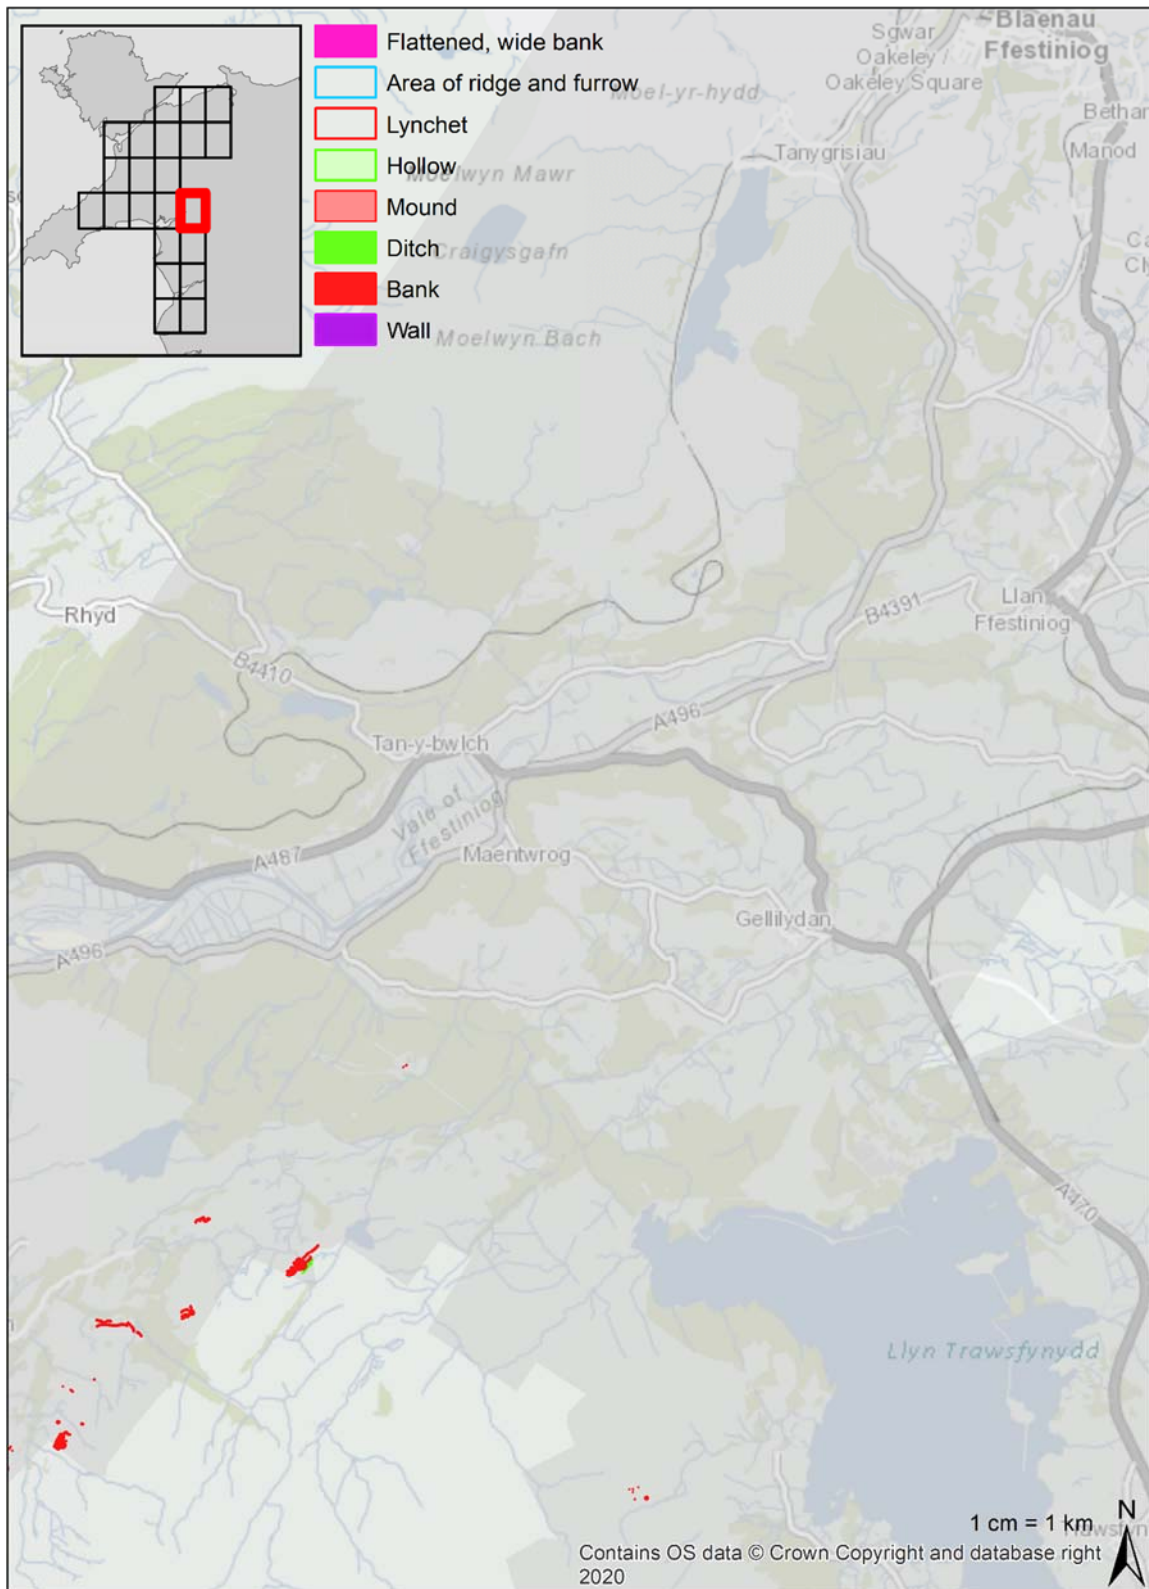 Flattened, wide bank
Area of ridge and furrow
Lynchet
Hollow
Mound
Ditch
Bank
Wall
Blaenau
Ffestiniog
Sgwar
Oakeley /
Oakeley Square
Moel-yr-hydd
Bethan
Manod
Tanygrisiau
Moelwyn Mawr
Craigysgafn
Ca
Cly
Moelwyn Bach
Rhyd
Llan
Ffestiniog
B4391
B4410
A496
Tan-y-bwlch
Vale of
Ffestiniog
Maentwrog
A487
Gellilydan
A496
A470
Llyn Trawsfynydd
N
1 cm = 1 km
Contains OS data © Crown Copyright and database right
2020